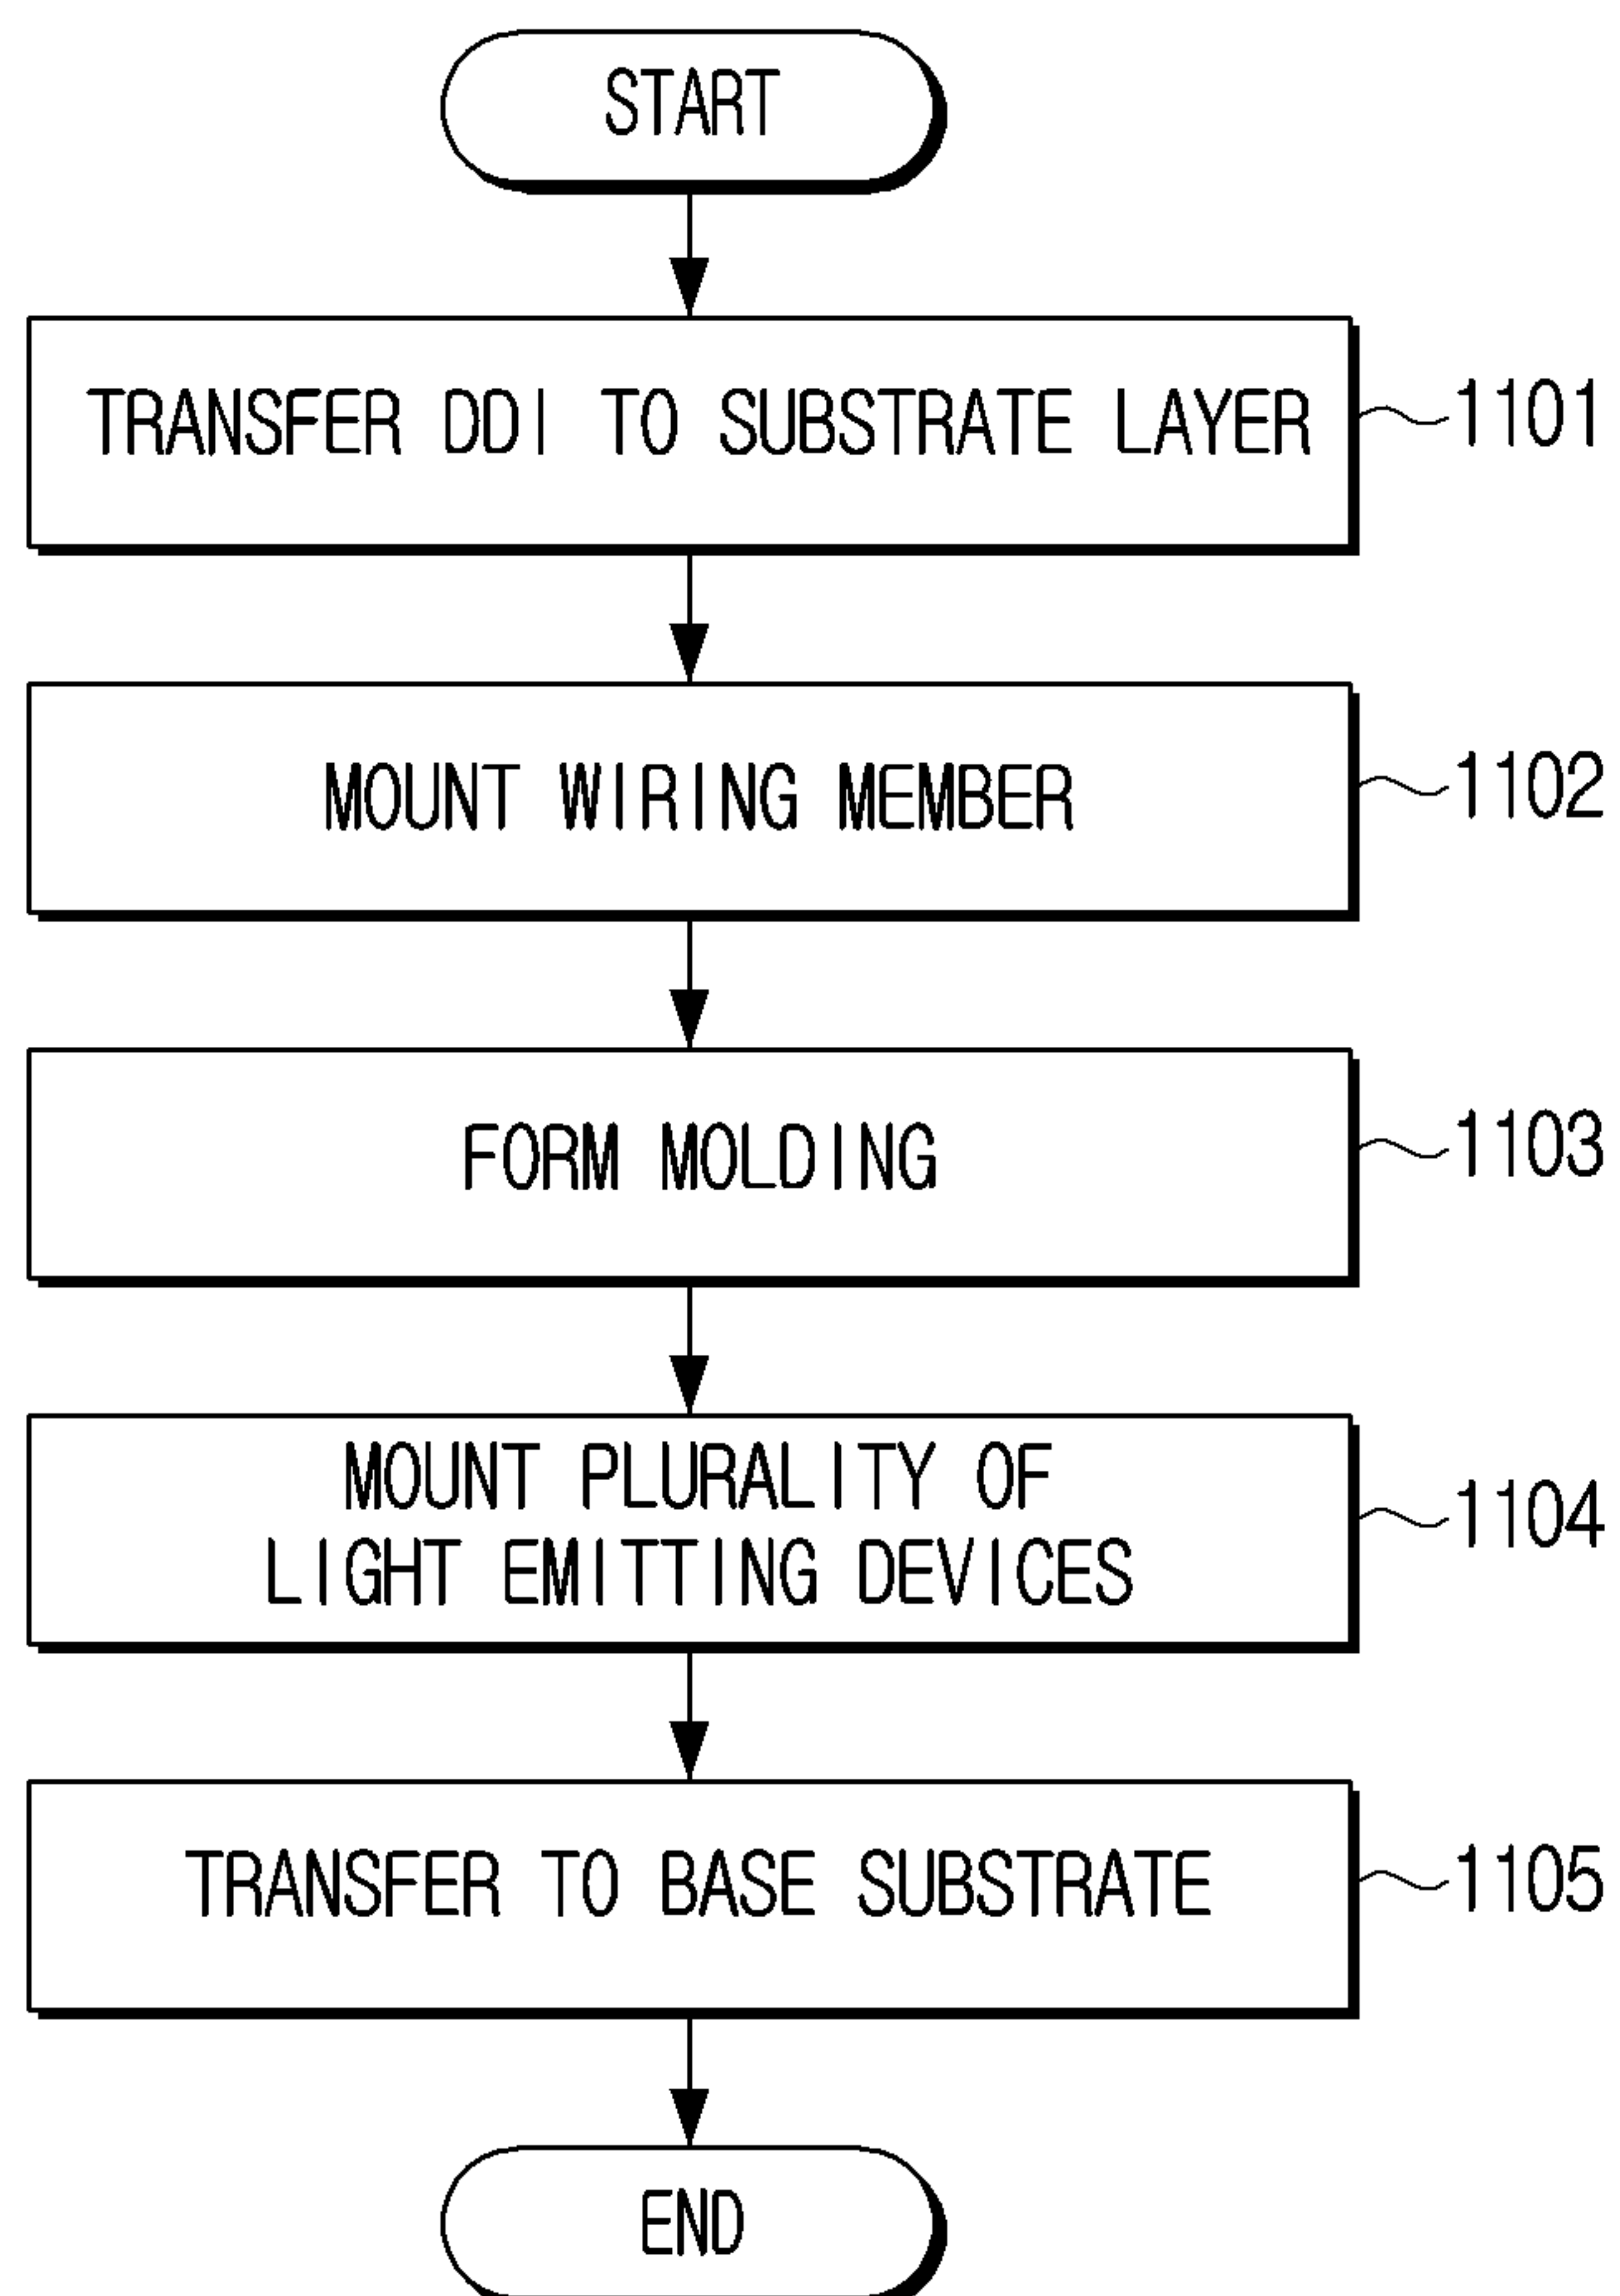 START
TRANSFER DDI TO SUBSTRATE LAYER
1101
MOUNT WIRING MEMBER
1102
FORM MOLDING
1103
MOUNT PLURALITY OF
LIGHT EMITTING DEVICES
1104
TRANSFER TO BASE SUBSTRATE
1105
END